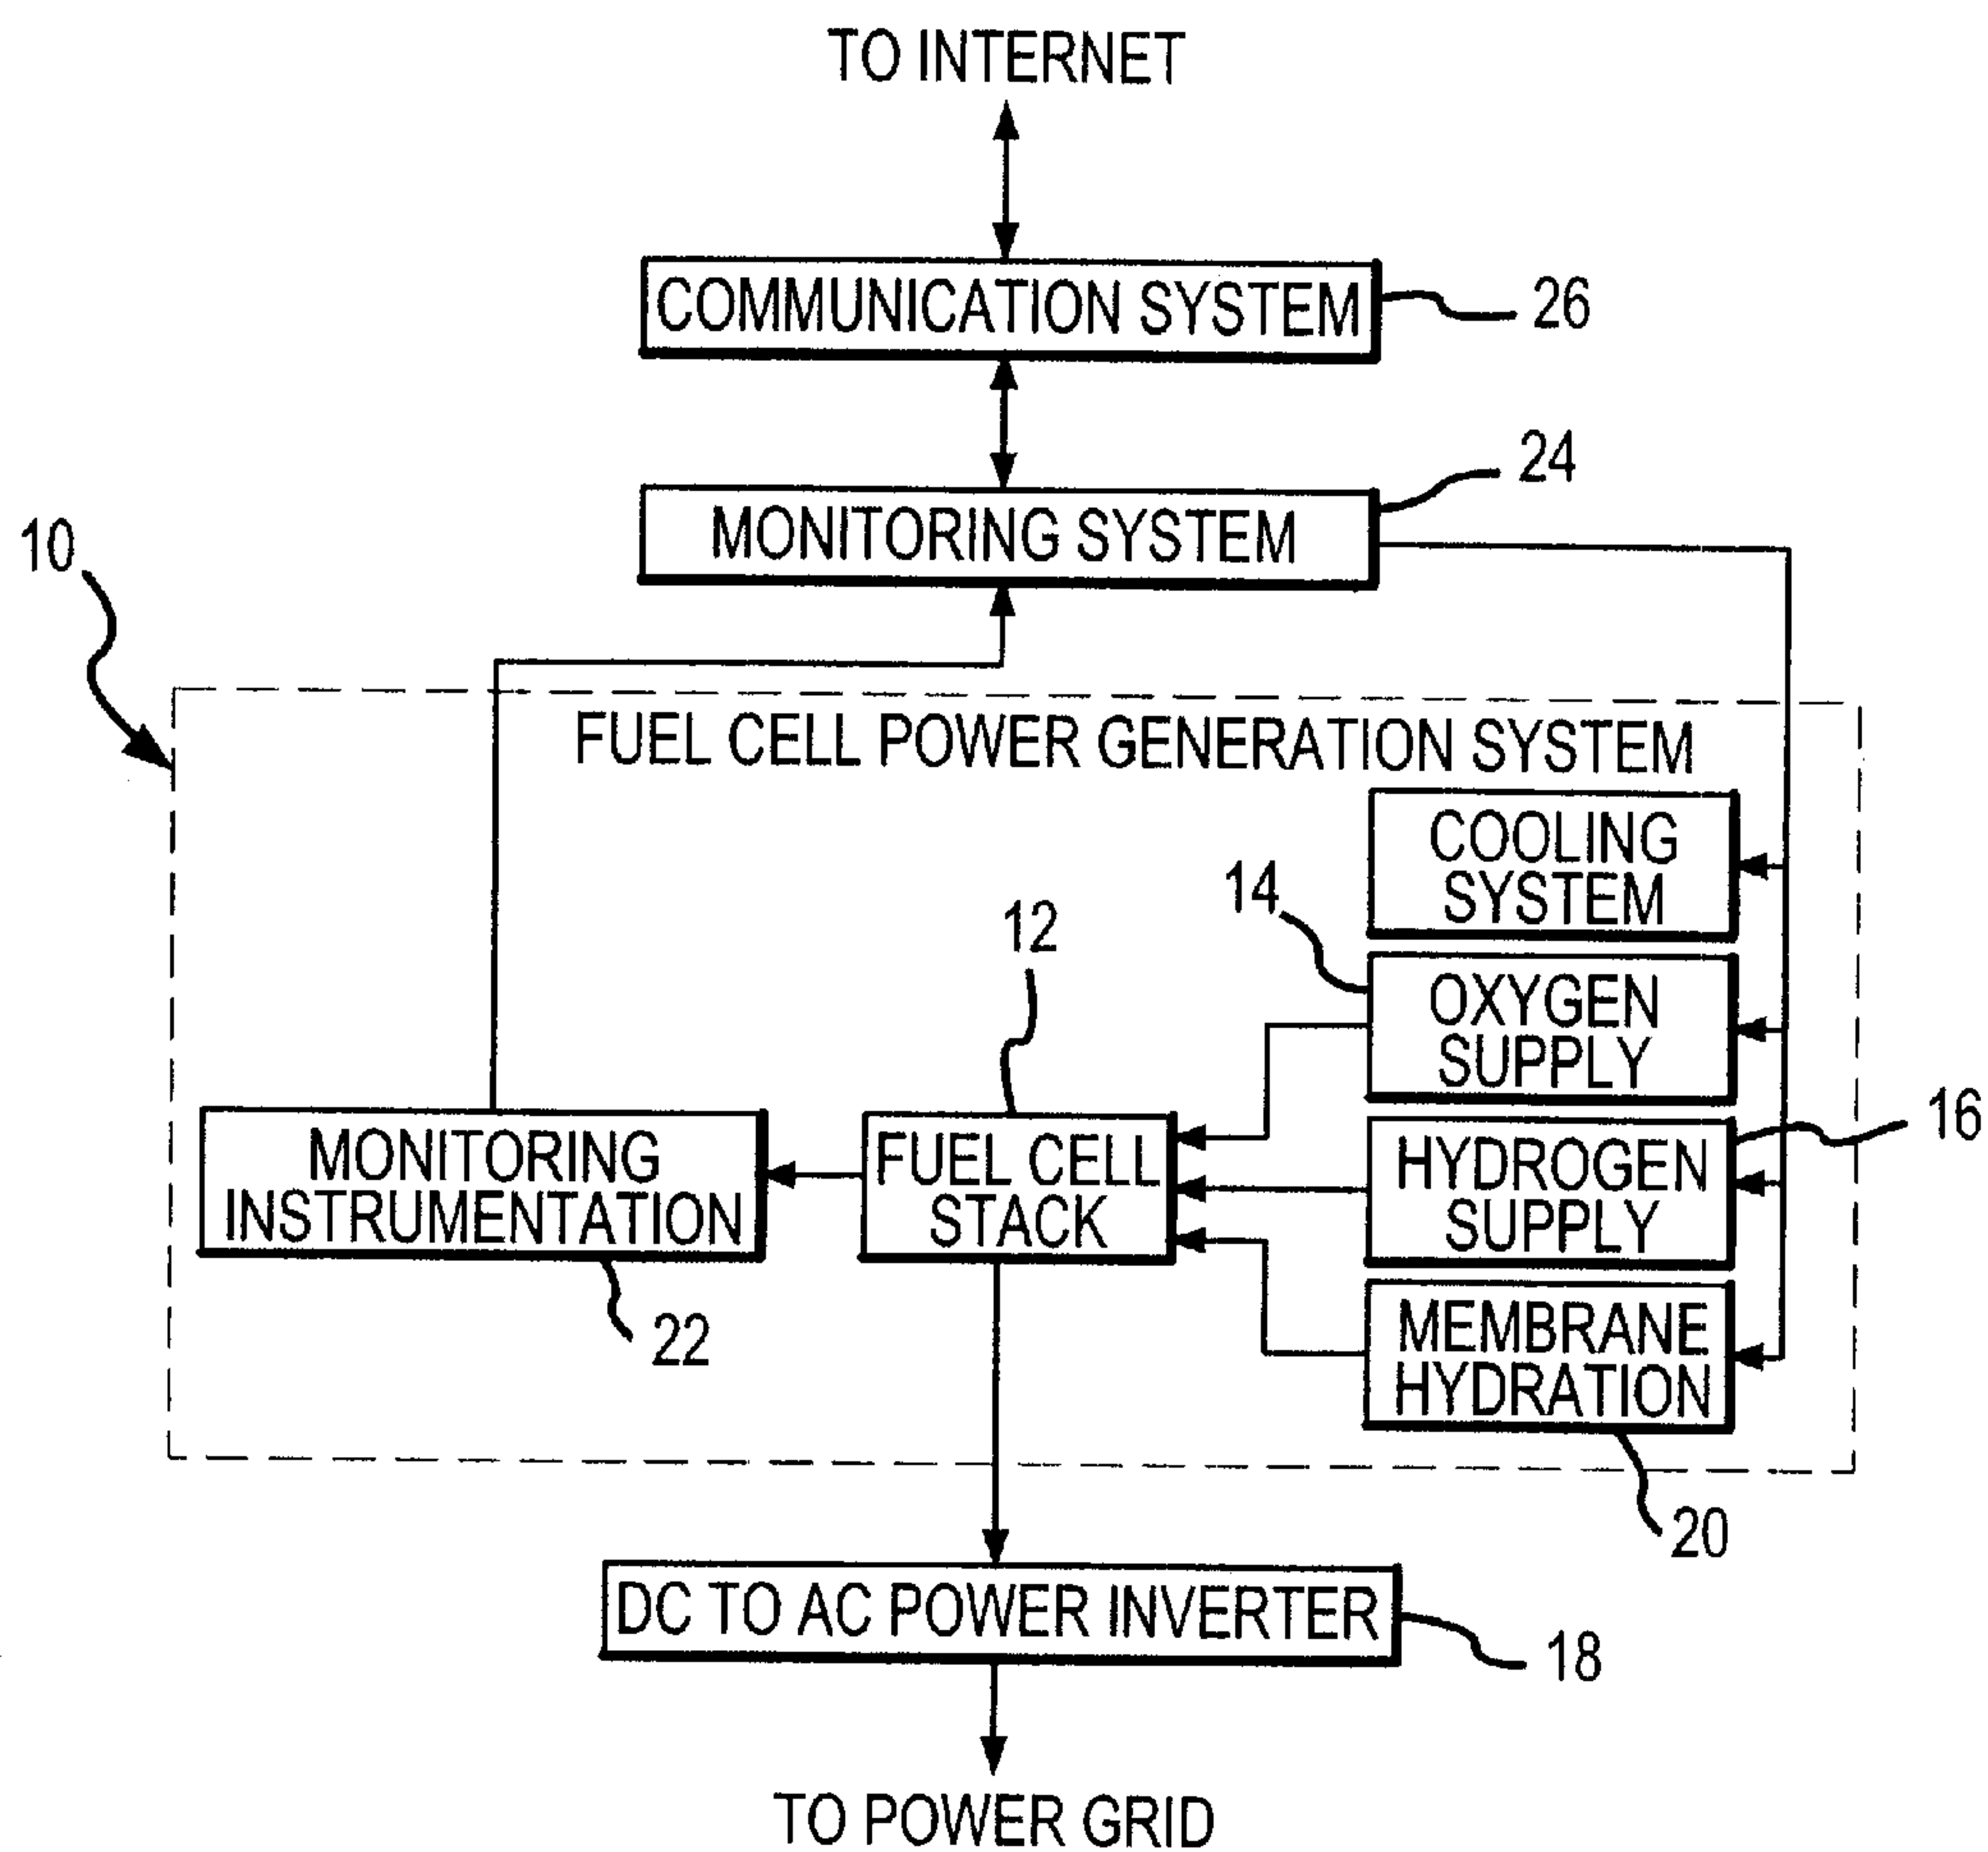 TO INTERNET
COMMUNICATION SYSTEM
26
24
MONITORING SYSTEM
10
FUEL CELL POWER GENERATION SYSTEM
COOLING
SYSTEM
14
12
OXYGEN
SUPPLY
16
MONITORING
INSTRUMENTATION
FUEL CELL
STACK
HYDROGEN
SUPPLY
22
MEMBRANE
HYDRATION
20
DC TO AC POWER INVERTER
18
TO POWER GRID